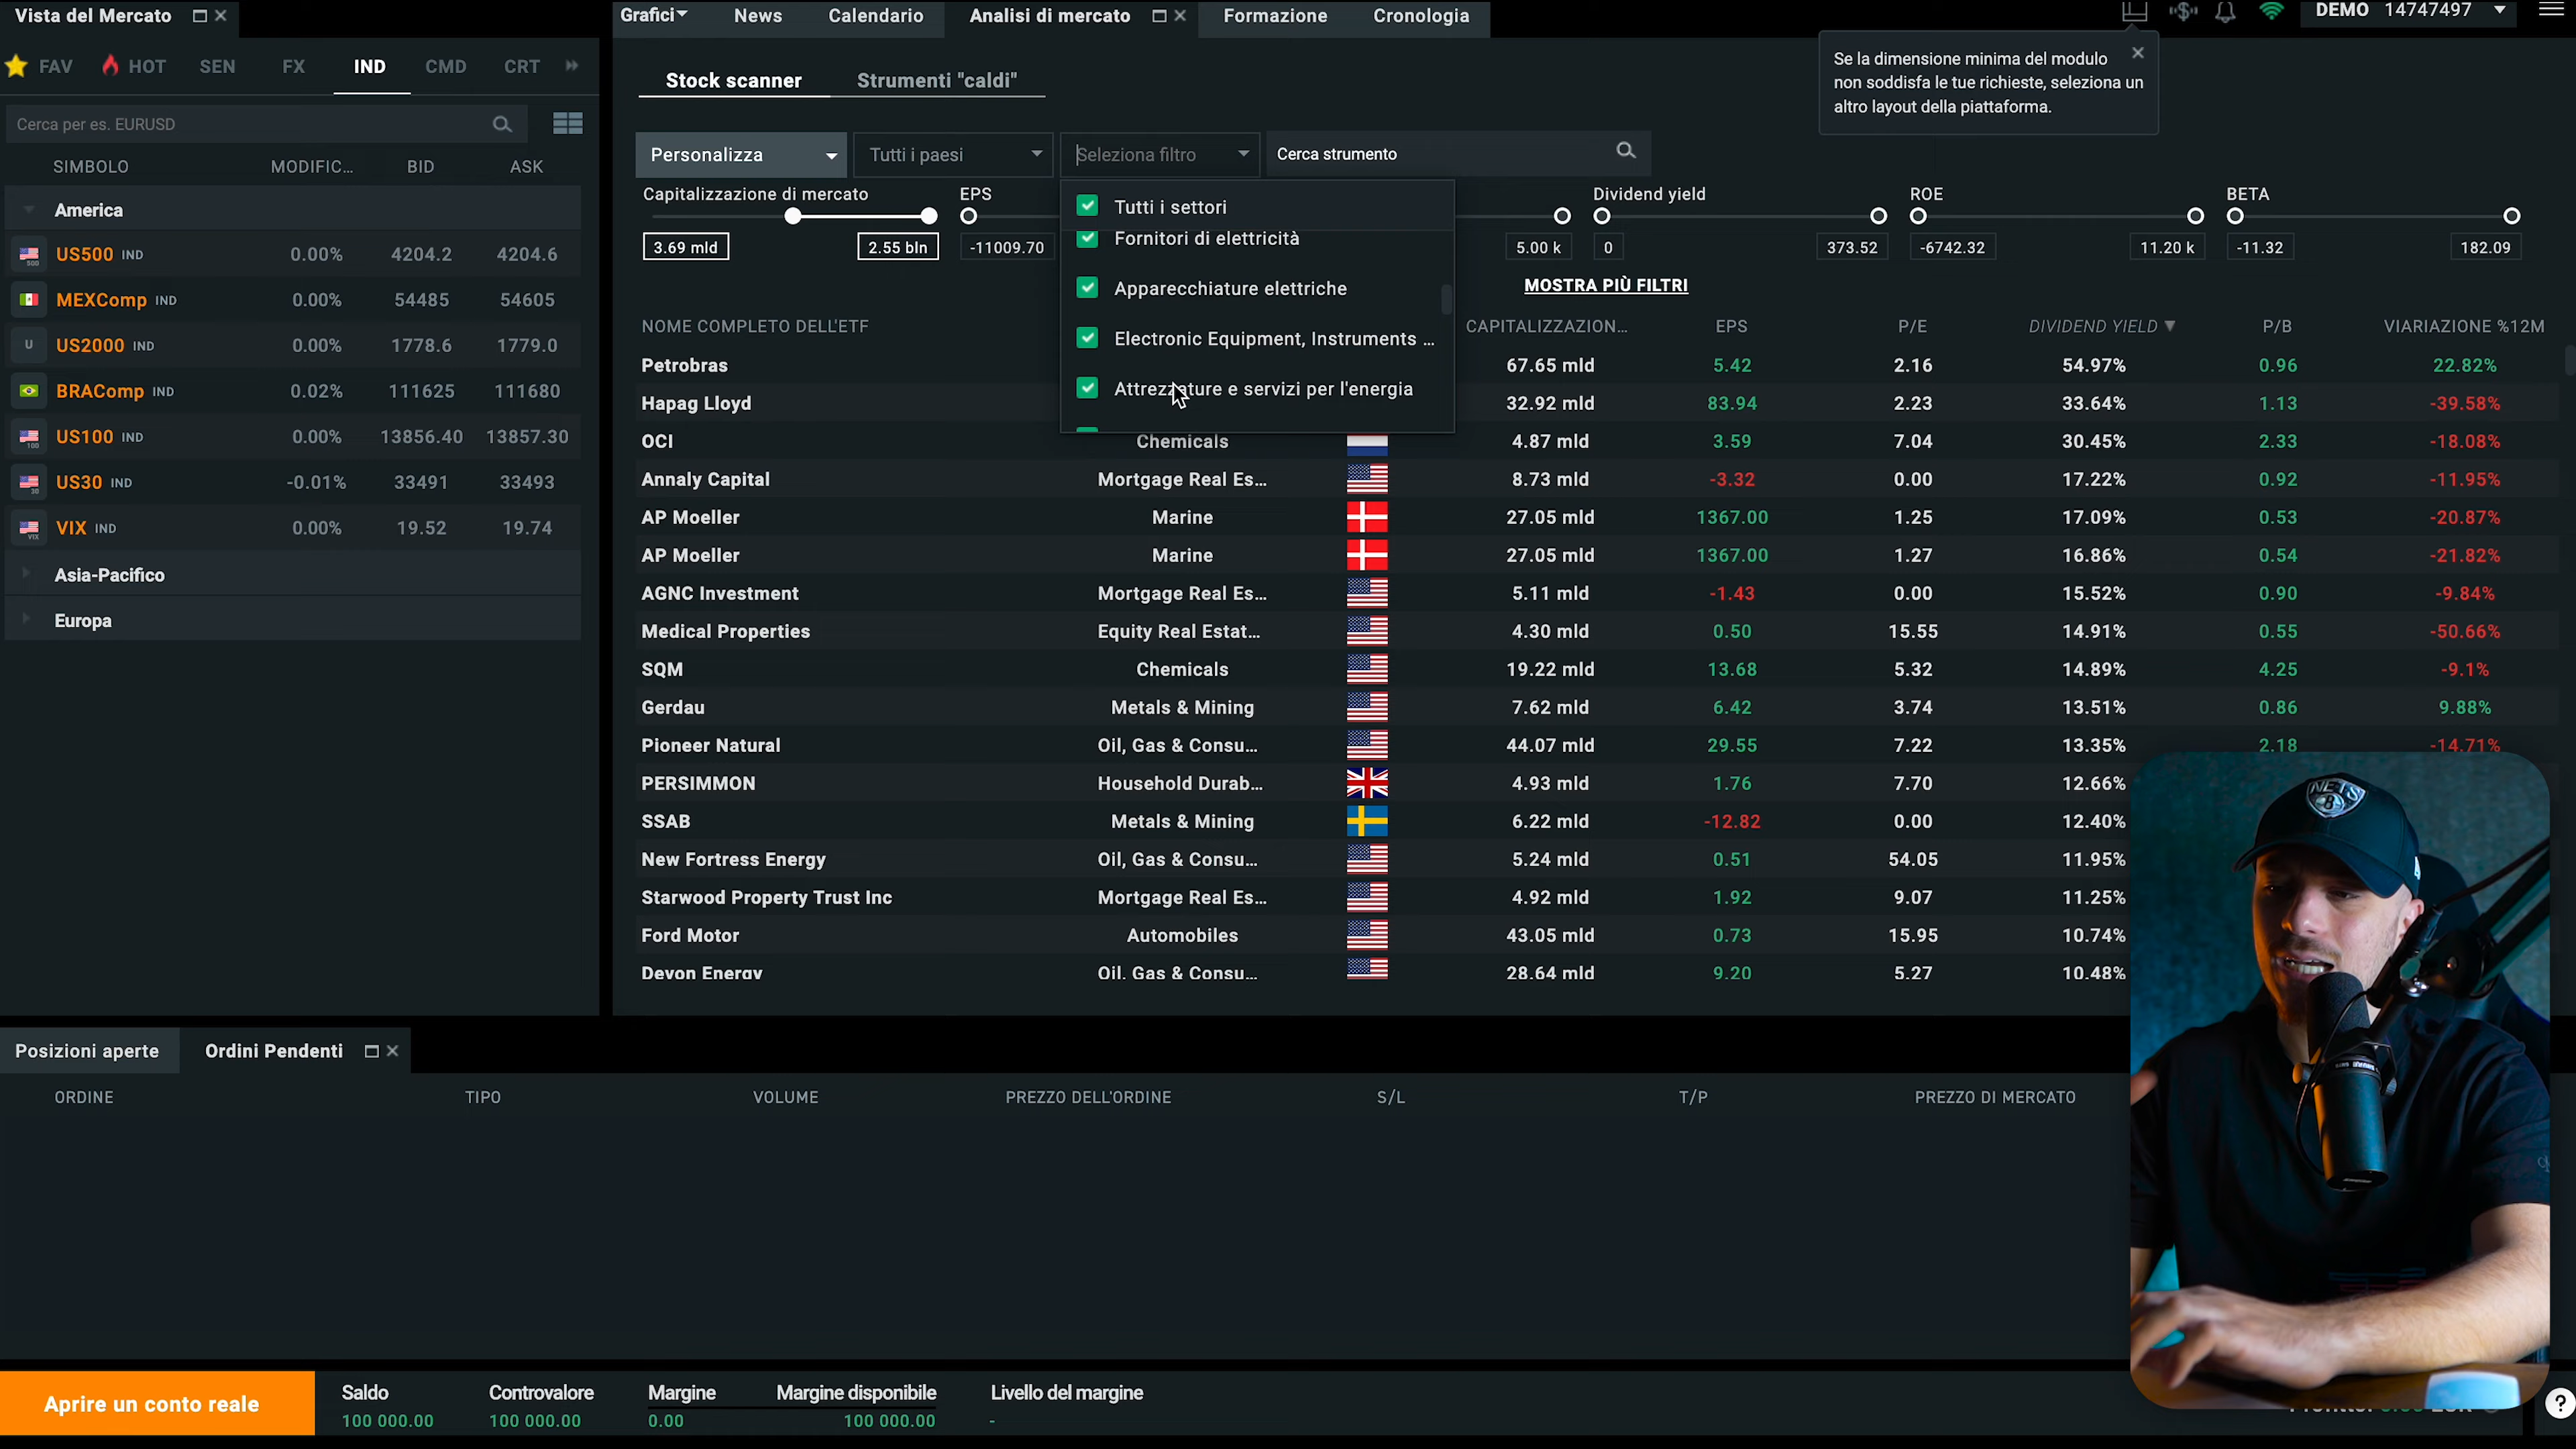 Vista del Mercato
Grafici
News
Calendario
Analisi di mercato
Formazione
Cronologia
DEMO 14747497
FAV
HOT
SEN
FX
IND
CMD
CRT
Stock scanner
Strumenti "caldi"
Se la dimensione minima del modulo
non soddisfa le tue richieste, seleziona un
altro layout della piattaforma.
Cerca per es. EURUSD
Personalizza
Tutti i paesi
Seleziona filtro
Cerca strumento
SIMBOLO MODIFIC... BID ASK
America
US500 IND 0.00% 4204.2 4204.6
MEXComp IND 0.00% 54485 54605
US2000 IND 0.00% 1778.6 1779.0
BRAComp IND 0.02% 111625 111680
US100 IND 0.00% 13856.40 13857.30
US30 IND -0.01% 33491 33493
VIX IND 0.00% 19.52 19.74
Asia-Pacifico
Europa
Capitalizzazione di mercato
3.69 mld 2.55 bln
EPS
-11009.70
5.00 k
Dividend yield
0 373.52
ROE
-6742.32 11.20 k
BETA
-11.32 182.09
Tutti i settori
Fornitori di elettricità
Apparecchiature elettriche
Electronic Equipment, Instruments ...
Attrezzature e servizi per l'energia
MOSTRA PIÙ FILTRI
NOME COMPLETO DELL'ETF CAPITALIZZAZION... EPS P/E DIVIDEND YIELD ▼ P/B VIARIAZIONE %12M
Petrobras 67.65 mld 5.42 2.16 54.97% 0.96 22.82%
Hapag Lloyd 32.92 mld 83.94 2.23 33.64% 1.13 -39.58%
OCI Chemicals 4.87 mld 3.59 7.04 30.45% 2.33 -18.08%
Annaly Capital Mortgage Real Es... 8.73 mld -3.32 0.00 17.22% 0.92 -11.95%
AP Moeller Marine 27.05 mld 1367.00 1.25 17.09% 0.53 -20.87%
AP Moeller Marine 27.05 mld 1367.00 1.27 16.86% 0.54 -21.82%
AGNC Investment Mortgage Real Es... 5.11 mld -1.43 0.00 15.52% 0.90 -9.84%
Medical Properties Equity Real Estat... 4.30 mld 0.50 15.55 14.91% 0.55 -50.66%
SQM Chemicals 19.22 mld 13.68 5.32 14.89% 4.25 -9.1%
Gerdau Metals & Mining 7.62 mld 6.42 3.74 13.51% 0.86 9.88%
Pioneer Natural Oil, Gas & Consu... 44.07 mld 29.55 7.22 13.35% 2.18 -14.71%
PERSIMMON Household Durab... 4.93 mld 1.76 7.70 12.66%
SSAB Metals & Mining 6.22 mld -12.82 0.00 12.40%
New Fortress Energy Oil, Gas & Consu... 5.24 mld 0.51 54.05 11.95%
Starwood Property Trust Inc Mortgage Real Es... 4.92 mld 1.92 9.07 11.25%
Ford Motor Automobiles 43.05 mld 0.73 15.95 10.74%
Devon Energy Oil, Gas & Consu... 28.64 mld 9.20 5.27 10.48%
NETS
Posizioni aperte
Ordini Pendenti
ORDINE TIPO VOLUME PREZZO DELL'ORDINE S/L T/P PREZZO DI MERCATO
Aprire un conto reale
Saldo Controvalore Margine Margine disponibile Livello del margine
100 000.00 100 000.00 0.00 100 000.00 -